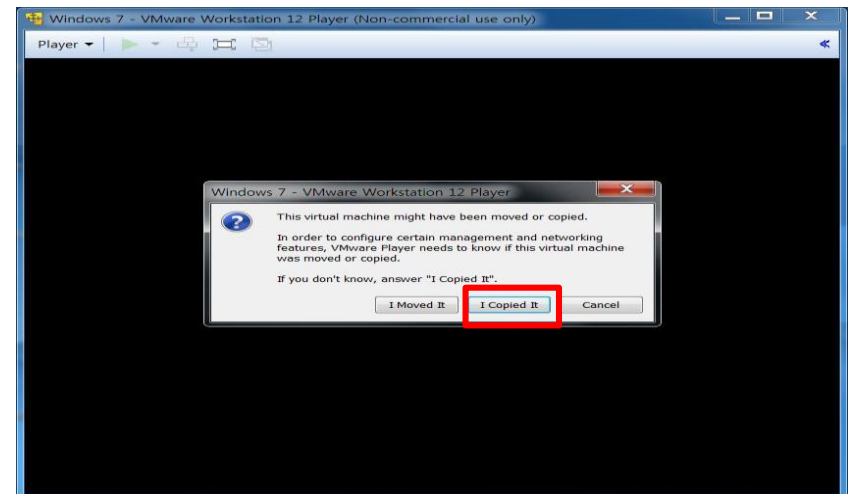 Windows 7 - VMware Workstation 12 Player (Non-commercial use only)
Player
Windows 7 - VMware Workstation 12 Player
This virtual machine might have been moved or copied.
In order to configure certain management and networking
features, VMware Player needs to know if this virtual machine
was moved or copied.
If you don't know, answer "I Copied It".
I Moved It I Copied It Cancel